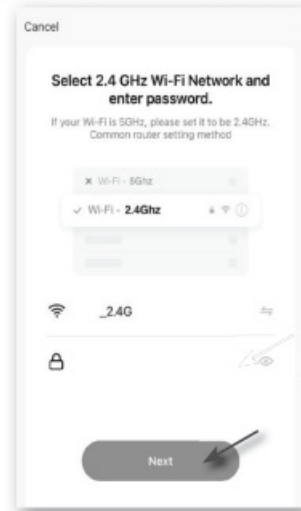 Cancel
Select 2.4 GHz Wi-Fi Network and
enter password.
If your Wi-Fi is 5GHz, please set it to be 2.4GHz.
Common router setting method
Wi-Fi - 5Ghz
Wi-Fi - 2.4Ghz
_2.4G
Next